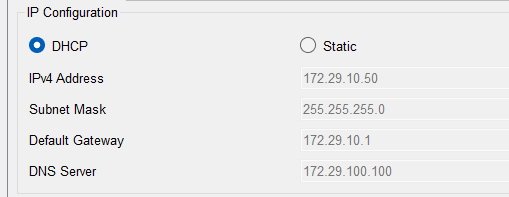 IP Configuration
DHCP Static
IPv4 Address 172.29.10.50
Subnet Mask 255.255.255.0
Default Gateway 172.29.10.1
DNS Server 172.29.100.100